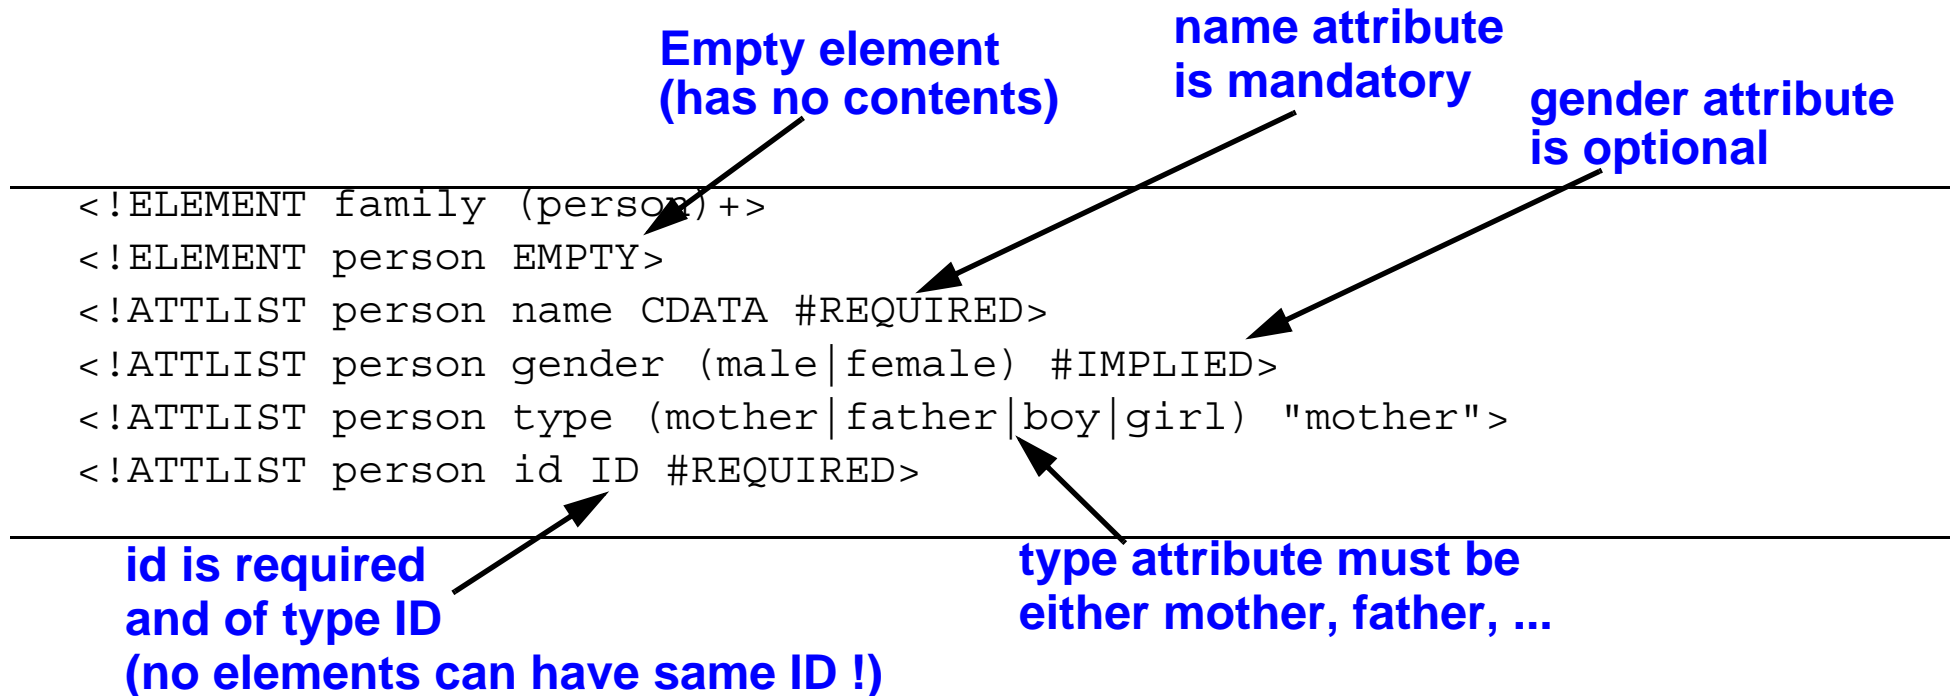 Empty element
(has no contents)
name attribute
is mandatory
gender attribute
is optional
<!ELEMENT family (person)+>
<!ELEMENT person EMPTY>
<!ATTLIST person name CDATA #REQUIRED>
<!ATTLIST person gender (male|female) #IMPLIED>
<!ATTLIST person type (mother|father|boy|girl) "mother">
<!ATTLIST person id ID #REQUIRED>
id is required
and of type ID
(no elements can have same ID !)
type attribute must be
either mother, father, ...